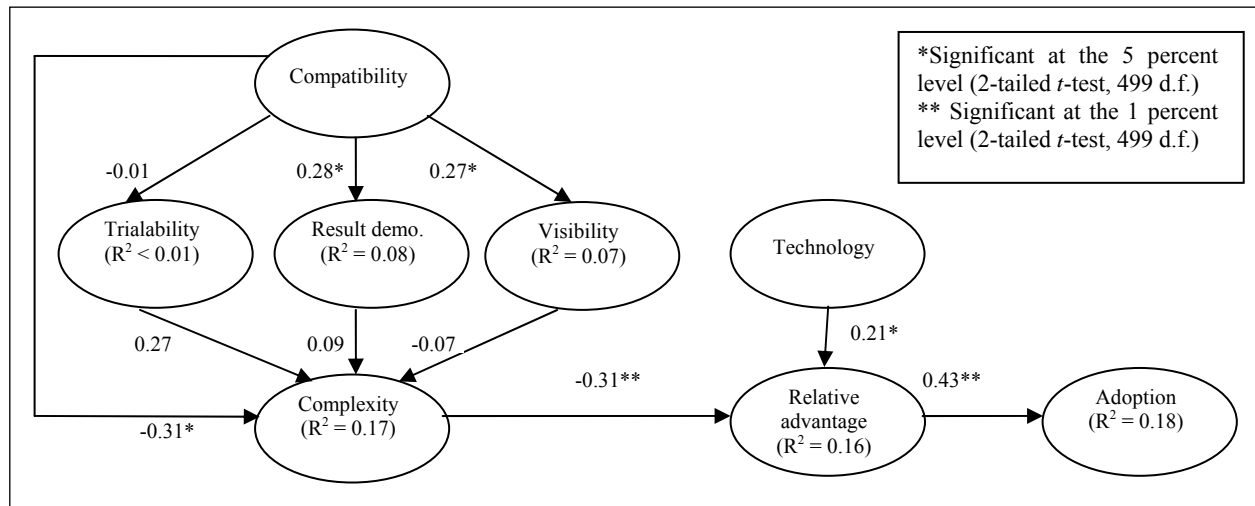 Compatibility
*Significant at the 5 percent
level (2-tailed t-test, 499 d.f.)
** Significant at the 1 percent
level (2-tailed t-test, 499 d.f.)
-0.01
0.28*
0.27*
Trialability
(R² < 0.01)
Result demo.
(R² = 0.08)
Visibility
(R² = 0.07)
Technology
0.27
0.09
-0.07
0.21*
Complexity
(R² = 0.17)
-0.31*
-0.31**
Relative
advantage
(R² = 0.16)
0.43**
Adoption
(R² = 0.18)